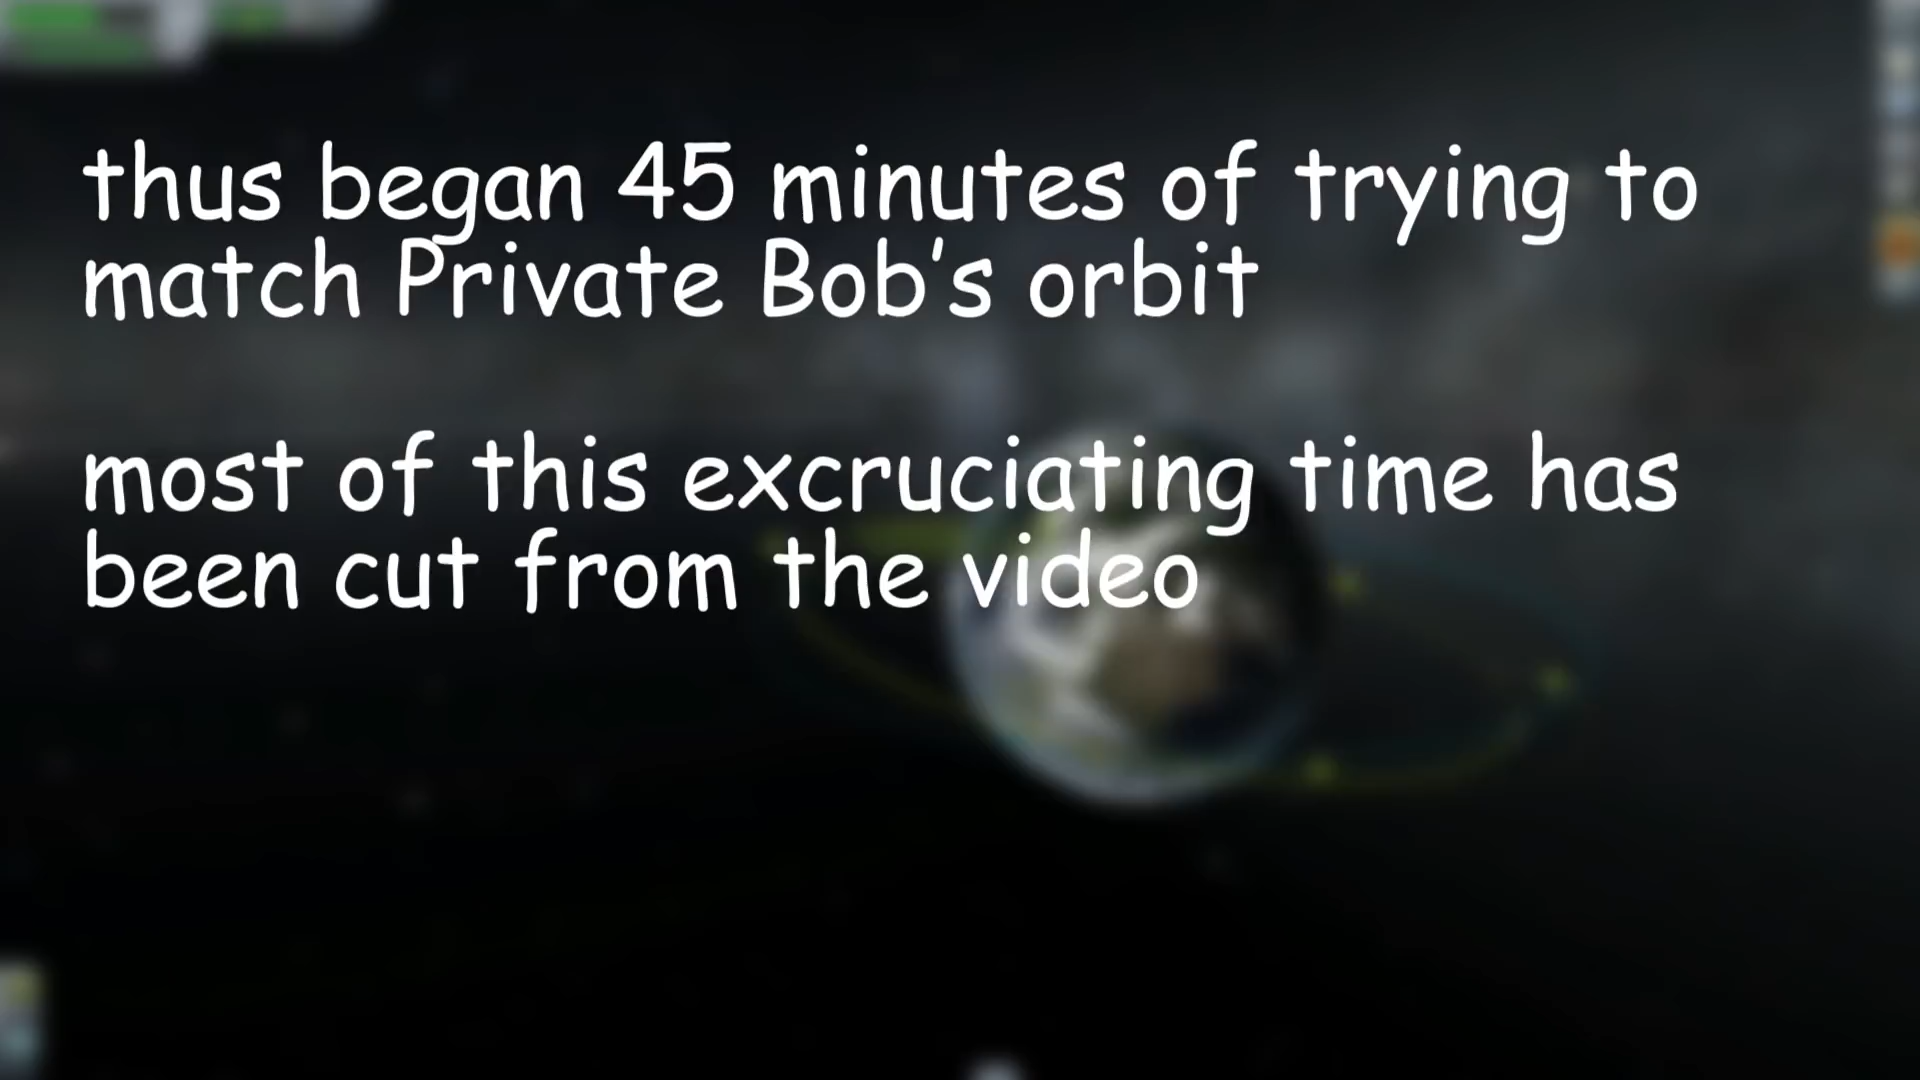 thus began 45 minutes of trying to
match Private Bob’s orbit
most of this excruciating time has
been cut from the video